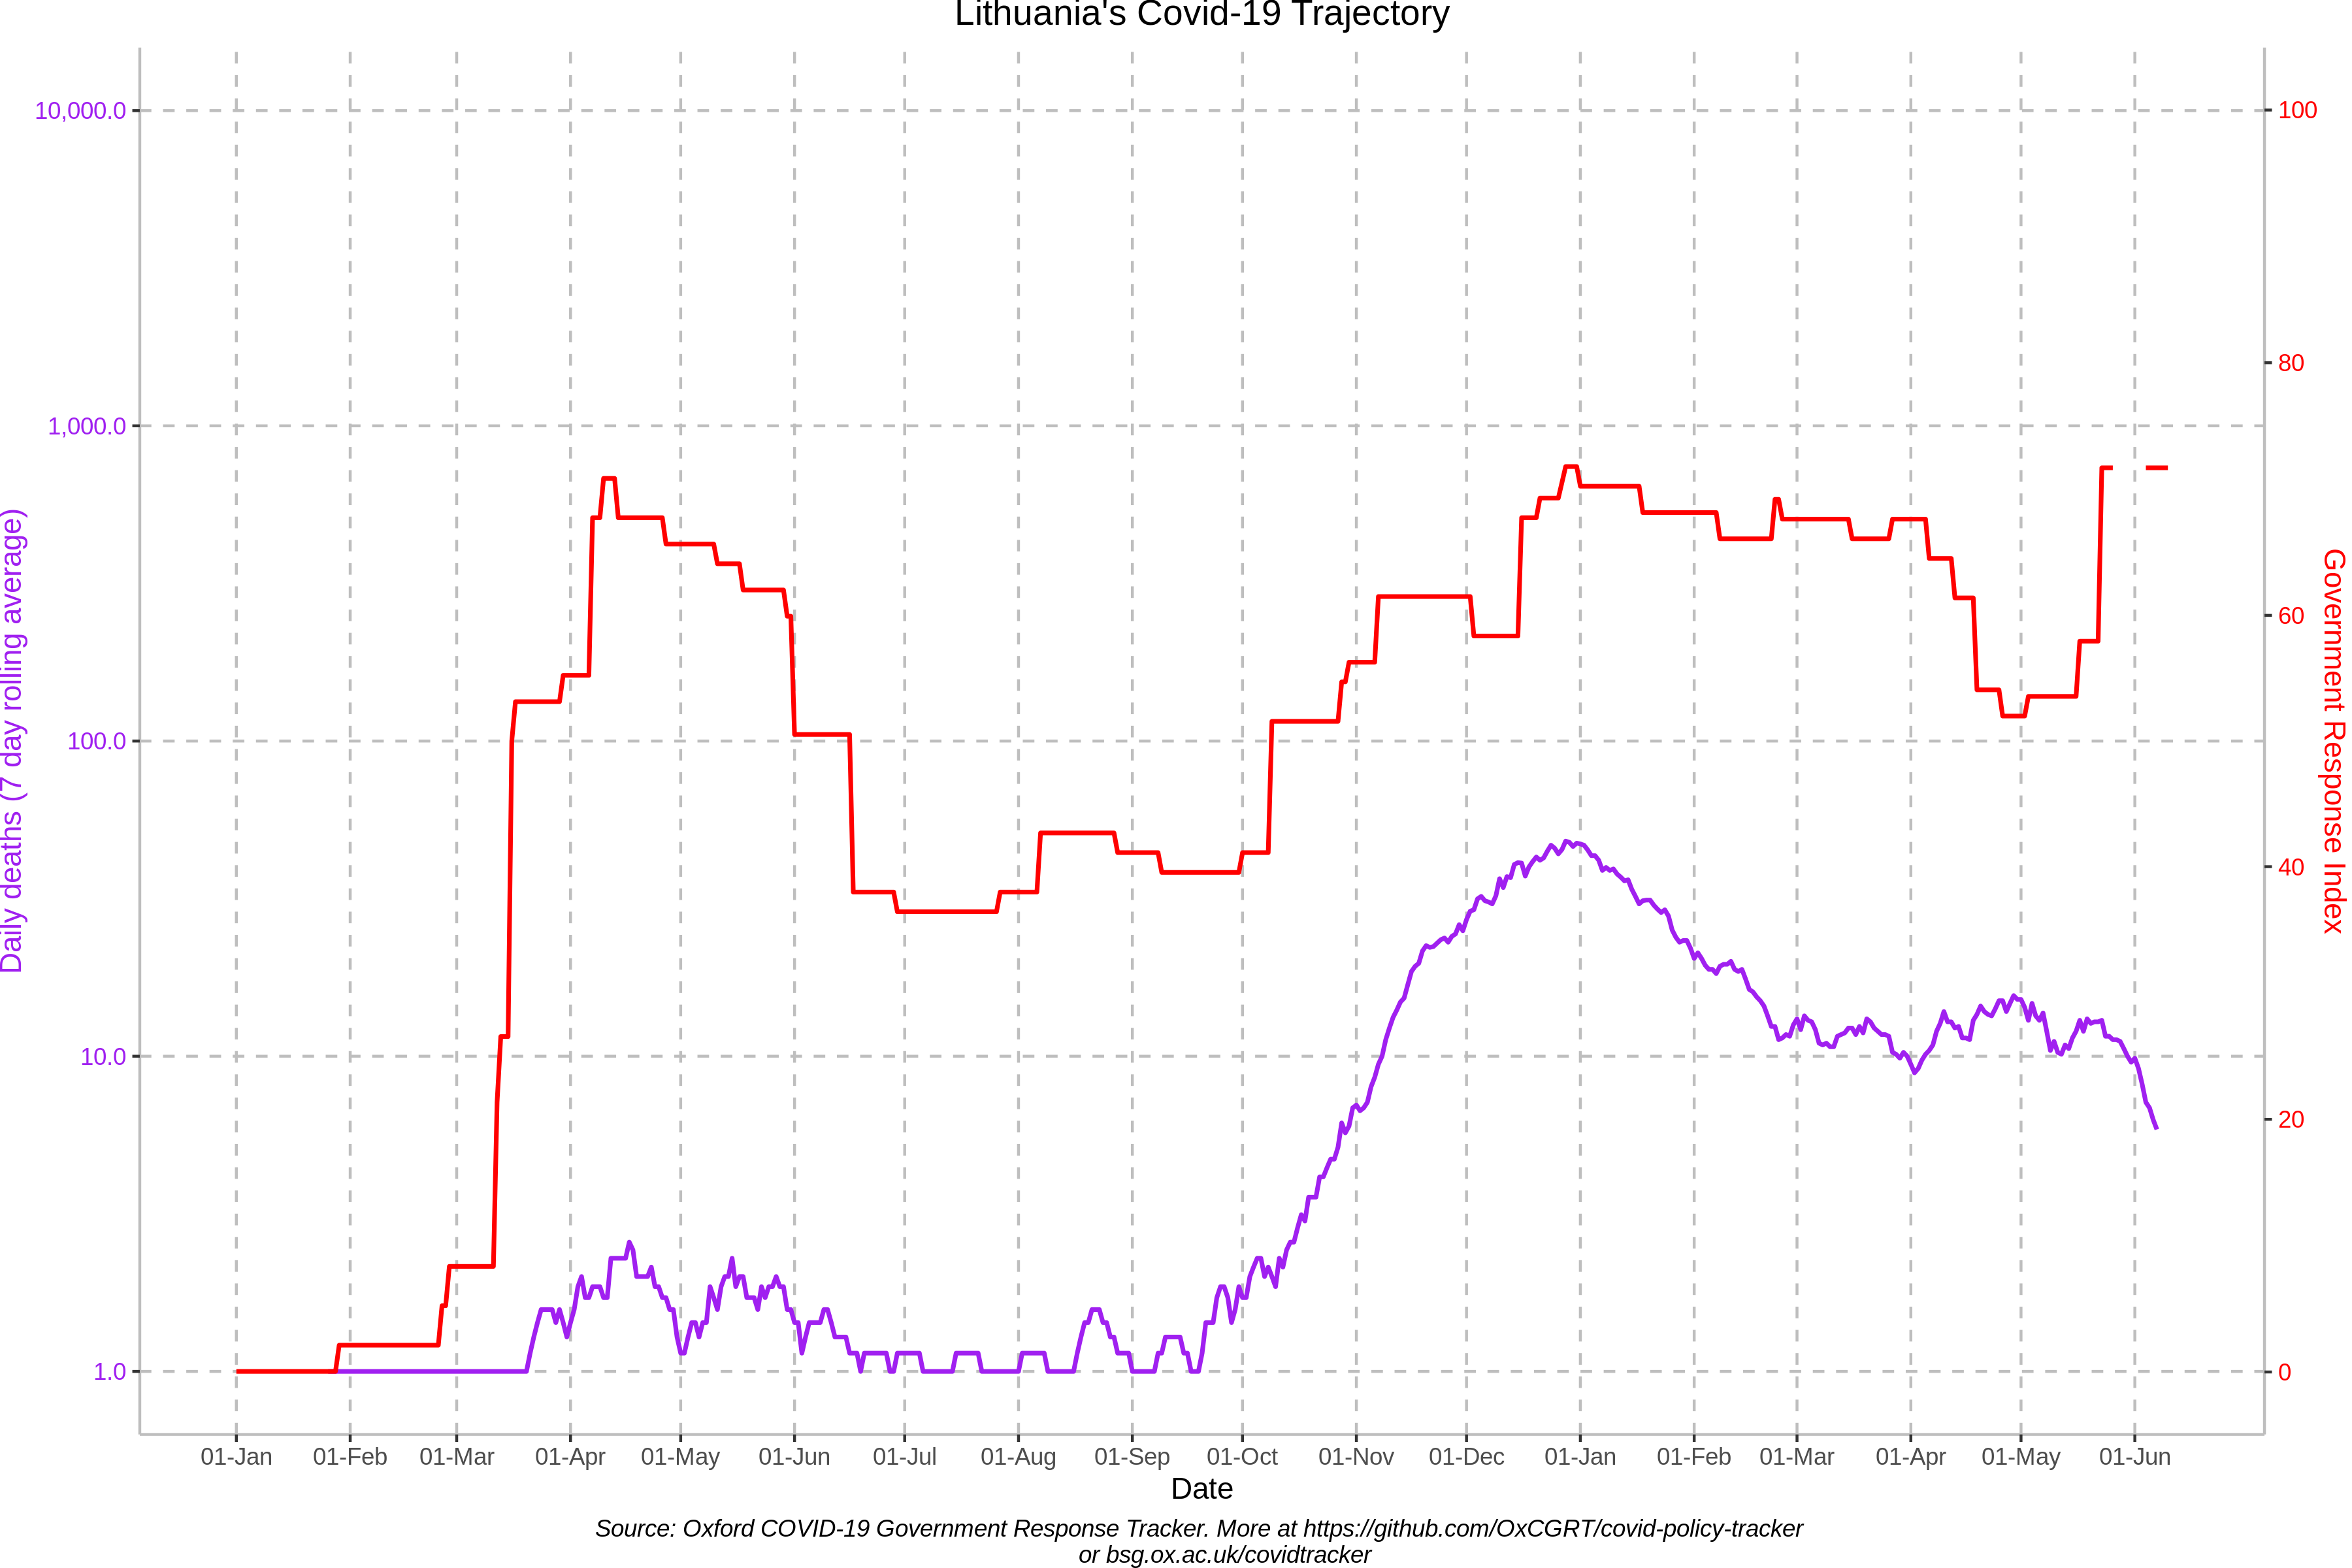 Lithuania's Covid-19 Trajectory
10,000.0
1,000.0
100.0
10.0
1.0
Daily deaths (7 day rolling average)
100
80
60
40
20
0
Government Response Index
01-Jan 01-Feb 01-Mar 01-Apr 01-May 01-Jun 01-Jul 01-Aug 01-Sep 01-Oct 01-Nov 01-Dec 01-Jan 01-Feb 01-Mar 01-Apr 01-May 01-Jun
Date
Source: Oxford COVID-19 Government Response Tracker. More at https://github.com/OxCGRT/covid-policy-tracker
or bsg.ox.ac.uk/covidtracker